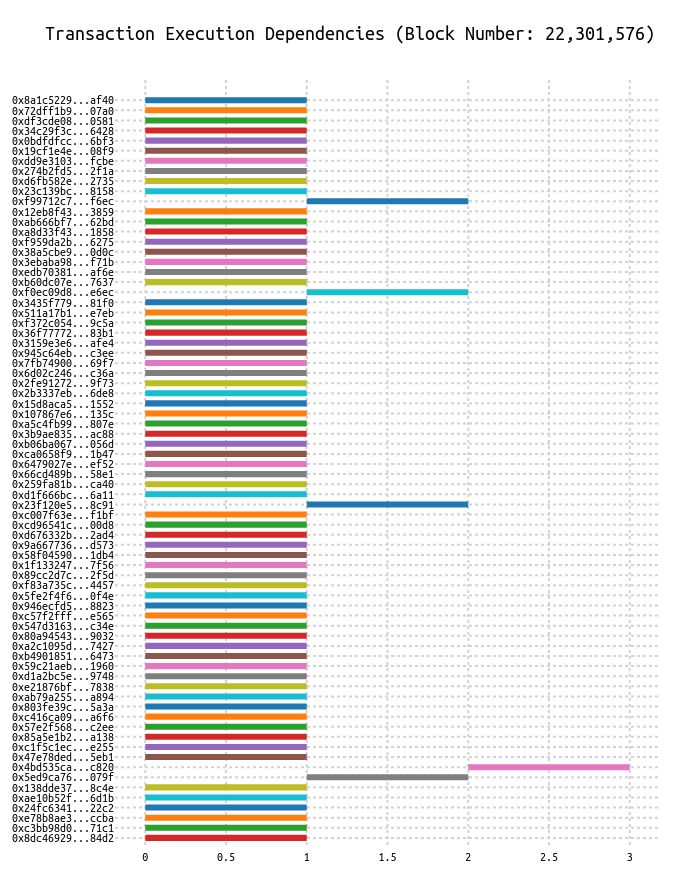 Transaction Execution Dependencies (Block Number: 22,301,576)
0x8a1c5229...af40
0x72dff1b9...07a0
0xdf3cde08...0581
0x34c29f3c...6428
0x0bdfdfcc...6bf3
0x19cf1e4e...08f9
0xdd9e3103...fcbe
0x274b2fd5...2f1a
0xd6fb582e...2735
0x23c139bc...8158
0xf99712c7...f6ec
0x12eb8f43...3859
0xab666bf7...62bd
0xa8d33f43...1858
0xf959da2b...6275
0x38a5cbe9...0d0c
0x3ebaba98...f71b
0xedb70381...af6e
0xb60dc07e...7637
0xf0ec09d8...e6ec
0x3435f779...81f0
0x511a17b1...e7eb
0xf372c054...9c5a
0x36f77772...83b1
0x3159e3e6...afe4
0x945c64eb...c3ee
0x7fb74900...69f7
0x6d02c246...c36a
0x2fe91272...9f73
0x2b3337eb...6de8
0x15d8aca5...1552
0x107867e6...135c
0xa5c4fb99...807e
0x3b9ae835...ac88
0xb06ba067...056d
0xca0658f9...1b47
0x6479027e...ef52
0x66cd489b...58e1
0x259fa81b...ca40
0xd1f666bc...6a11
0x23f120e5...8c91
0xc007f63e...f1bf
0xcd96541c...00d8
0xd676332b...2ad4
0x9a667736...d573
0x58f04590...1db4
0x1f133247...7f56
0x89cc2d7c...2f5d
0xf83a735c...4457
0x5fe2f4f6...0f4e
0x946ecfd5...8823
0xc57f2fff...e565
0x547d3163...c34e
0x80a94543...9032
0xa2c1095d...7427
0xb4901851...6473
0x59c21aeb...1960
0xd1a2bc5e...9748
0xe21876bf...7838
0xab79a255...a894
0x803fe39c...5a3a
0xc416ca09...a6f6
0x57e2f568...c2ee
0x85a5e1b2...a138
0xc1f5c1ec...e255
0x47e78ded...5eb1
0x4bd535ca...c820
0x5ed9ca76...079f
0x138dde37...8c4e
0xae10b52f...6d1b
0x24fc6341...22c2
0xe78b8ae3...ccba
0xc3bb98d0...71c1
0x8dc46929...84d2
0 0.5 1 1.5 2 2.5 3